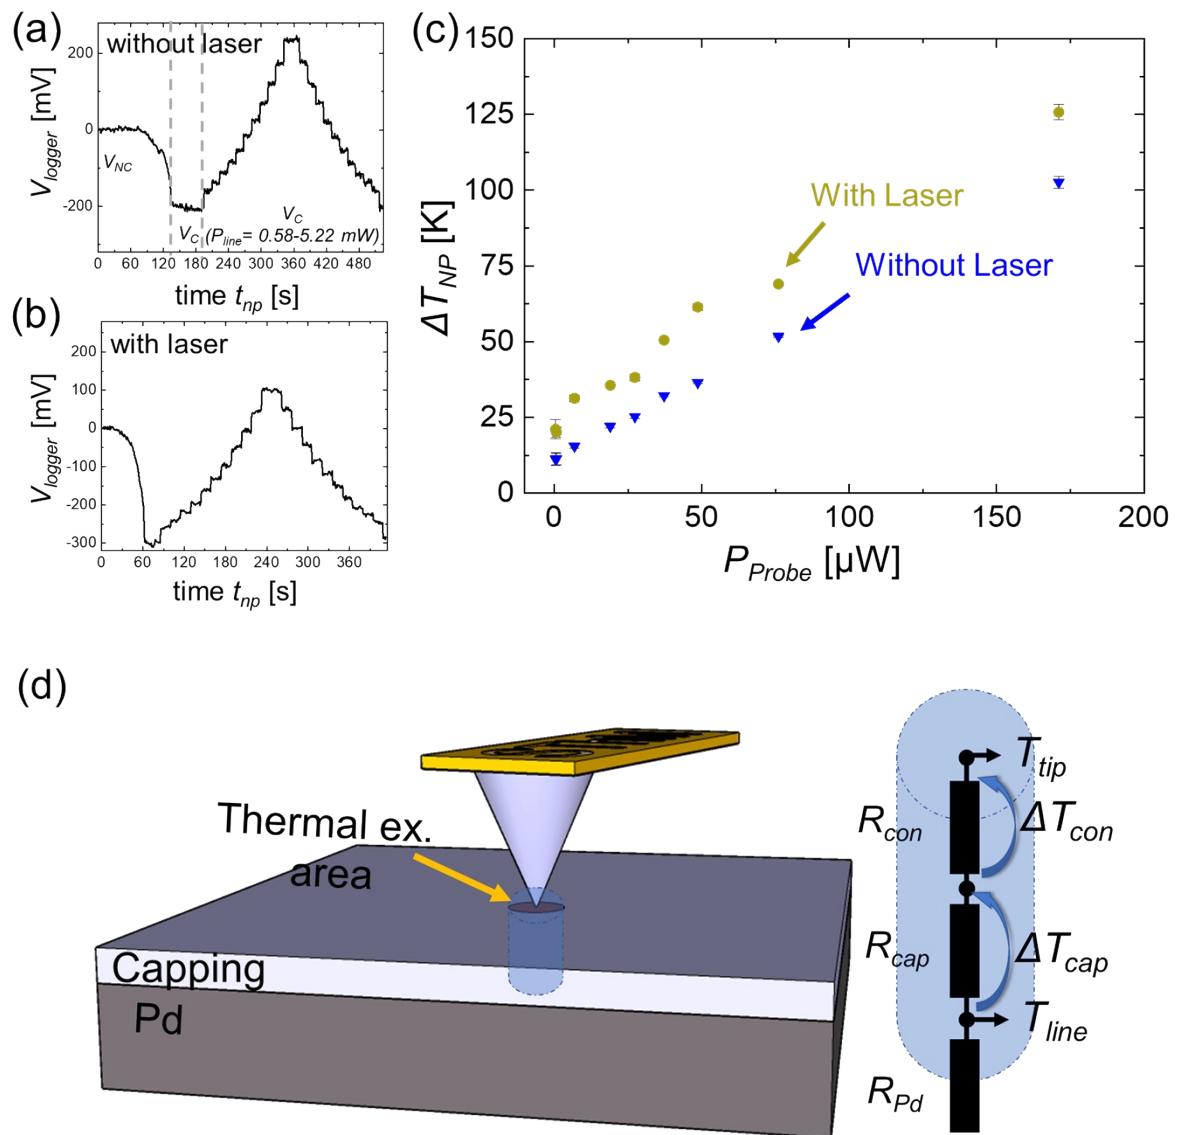 (a)
without laser
V_logger [mV]
200
0
-200
V_NC
V_C
V_C (P_line= 0.58-5.22 mW)
0 60 120 180 240 300 360 420 480
time t_np [s]
(b)
with laser
V_logger [mV]
200
100
0
-100
-200
-300
0 60 120 180 240 300 360
time t_np [s]
(c)
ΔT_NP [K]
150
125
100
75
50
25
0
With Laser
Without Laser
0 50 100 150 200
P_Probe [µW]
(d)
Thermal ex.
area
Capping
Pd
T_tip
R_con
ΔT_con
R_cap
ΔT_cap
T_line
R_Pd